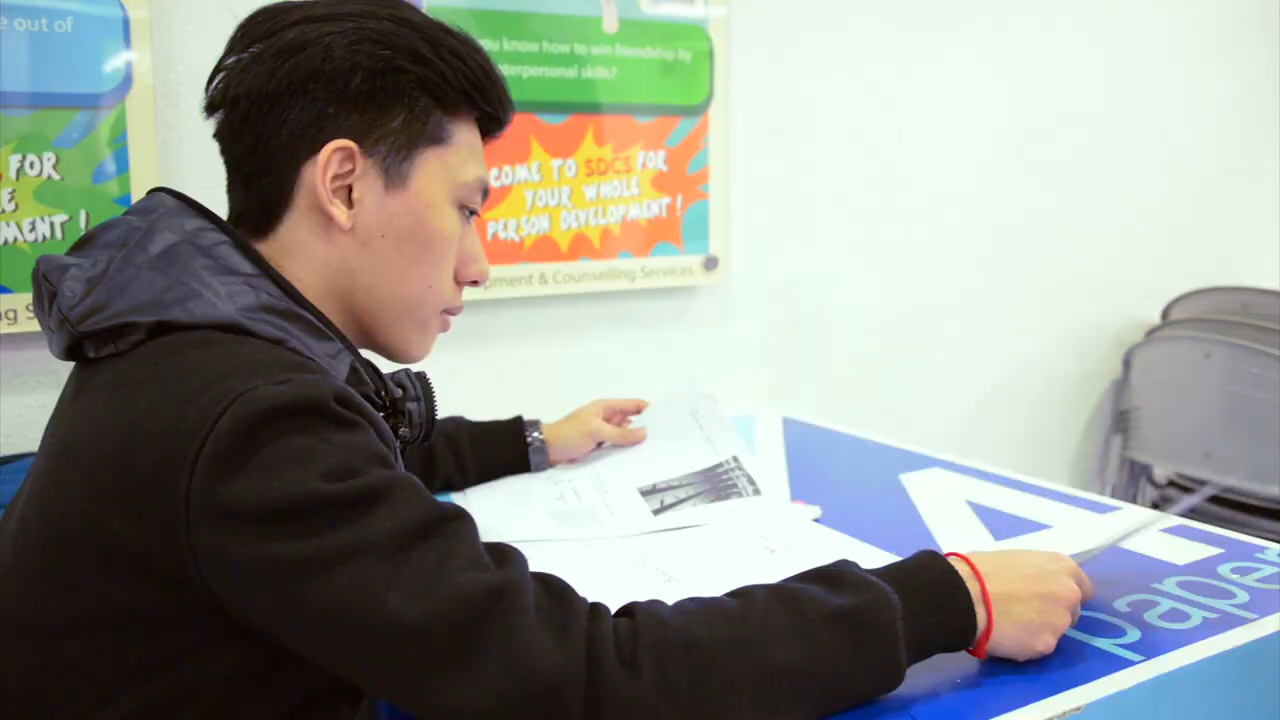 e out of
FOR
E
MENT !
ng S
you know how to win friendship by
nterpersonal skills?
COME TO SDCS FOR
YOUR WHOLE
PERSON DEVELOPMENT !
pment & Counselling Services
A
paper